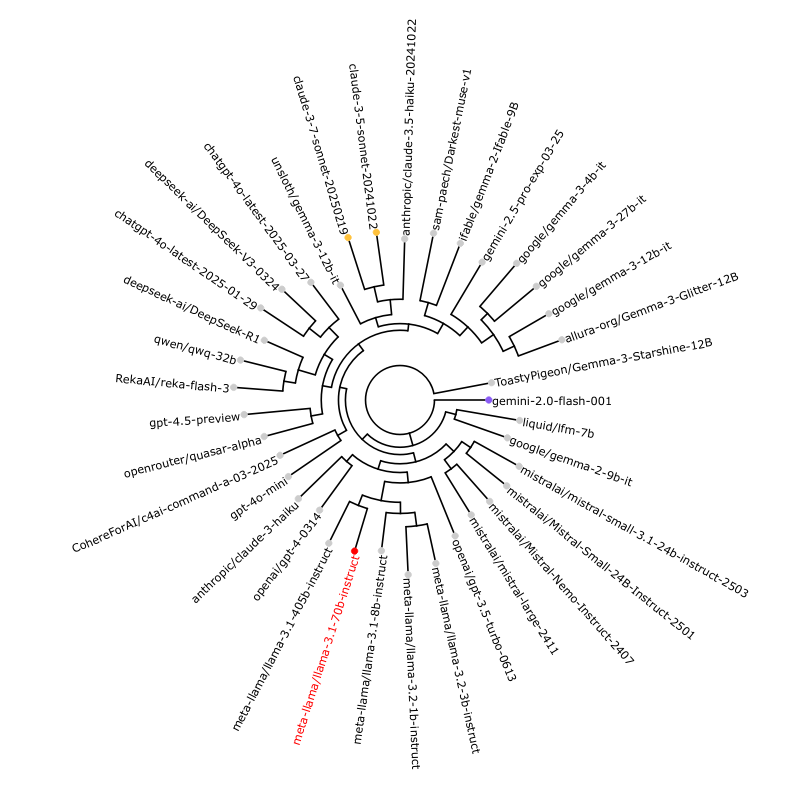 anthropic/claude-3.5-haiku-20241022
sam-paech/Darkest-muse-v1
ifable/gemma-2-Ifable-9B
gemini-2.5-pro-exp-03-25
google/gemma-3-4b-it
google/gemma-3-27b-it
google/gemma-3-12b-it
allura-org/Gemma-3-Glitter-12B
ToastyPigeon/Gemma-3-Starshine-12B
gemini-2.0-flash-001
liquid/lfm-7b
google/gemma-2-9b-it
mistralai/mistral-small-3.1-24b-instruct-2503
mistralai/Mistral-Small-24B-Instruct-2501
mistralai/Mistral-Nemo-Instruct-2407
mistralai/mistral-large-2411
openai/gpt-3.5-turbo-0613
meta-llama/llama-3.2-3b-instruct
meta-llama/llama-3.2-1b-instruct
meta-llama/llama-3.1-8b-instruct
meta-llama/llama-3.1-70b-instruct
meta-llama/llama-3.1-405b-instruct
openai/gpt-4-0314
anthropic/claude-3-haiku
gpt-4o-mini
CohereForAI/c4ai-command-a-03-2025
openrouter/quasar-alpha
gpt-4.5-preview
RekaAI/reka-flash-3
qwen/qwq-32b
deepseek-ai/DeepSeek-R1
chatgpt-4o-latest-2025-01-29
deepseek-ai/DeepSeek-V3-0324
chatgpt-4o-latest-2025-03-27
unsloth/gemma-3-12b-it
claude-3-7-sonnet-20250219
claude-3-5-sonnet-20241022